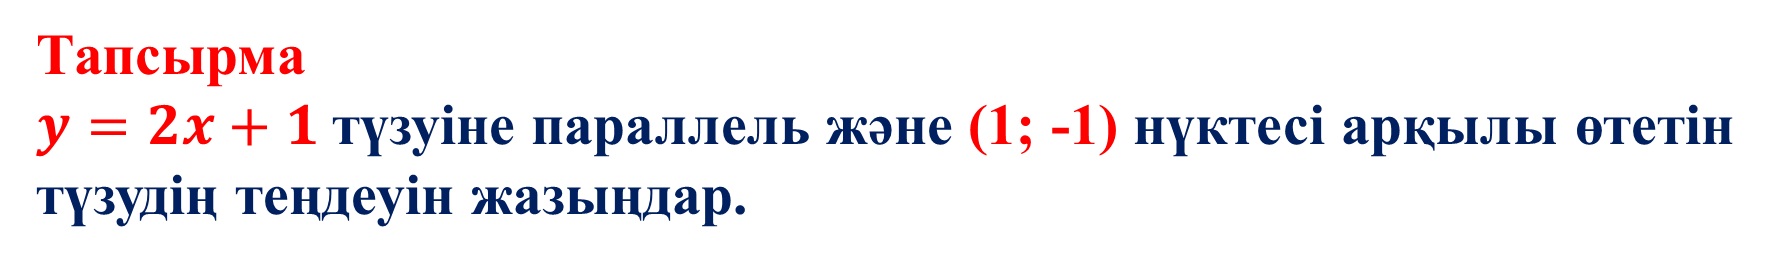 Тапсырма
y = 2x + 1 түзуіне параллель және (1; -1) нүктесі арқылы өтетін
түзудің теңдеуін жазыңдар.